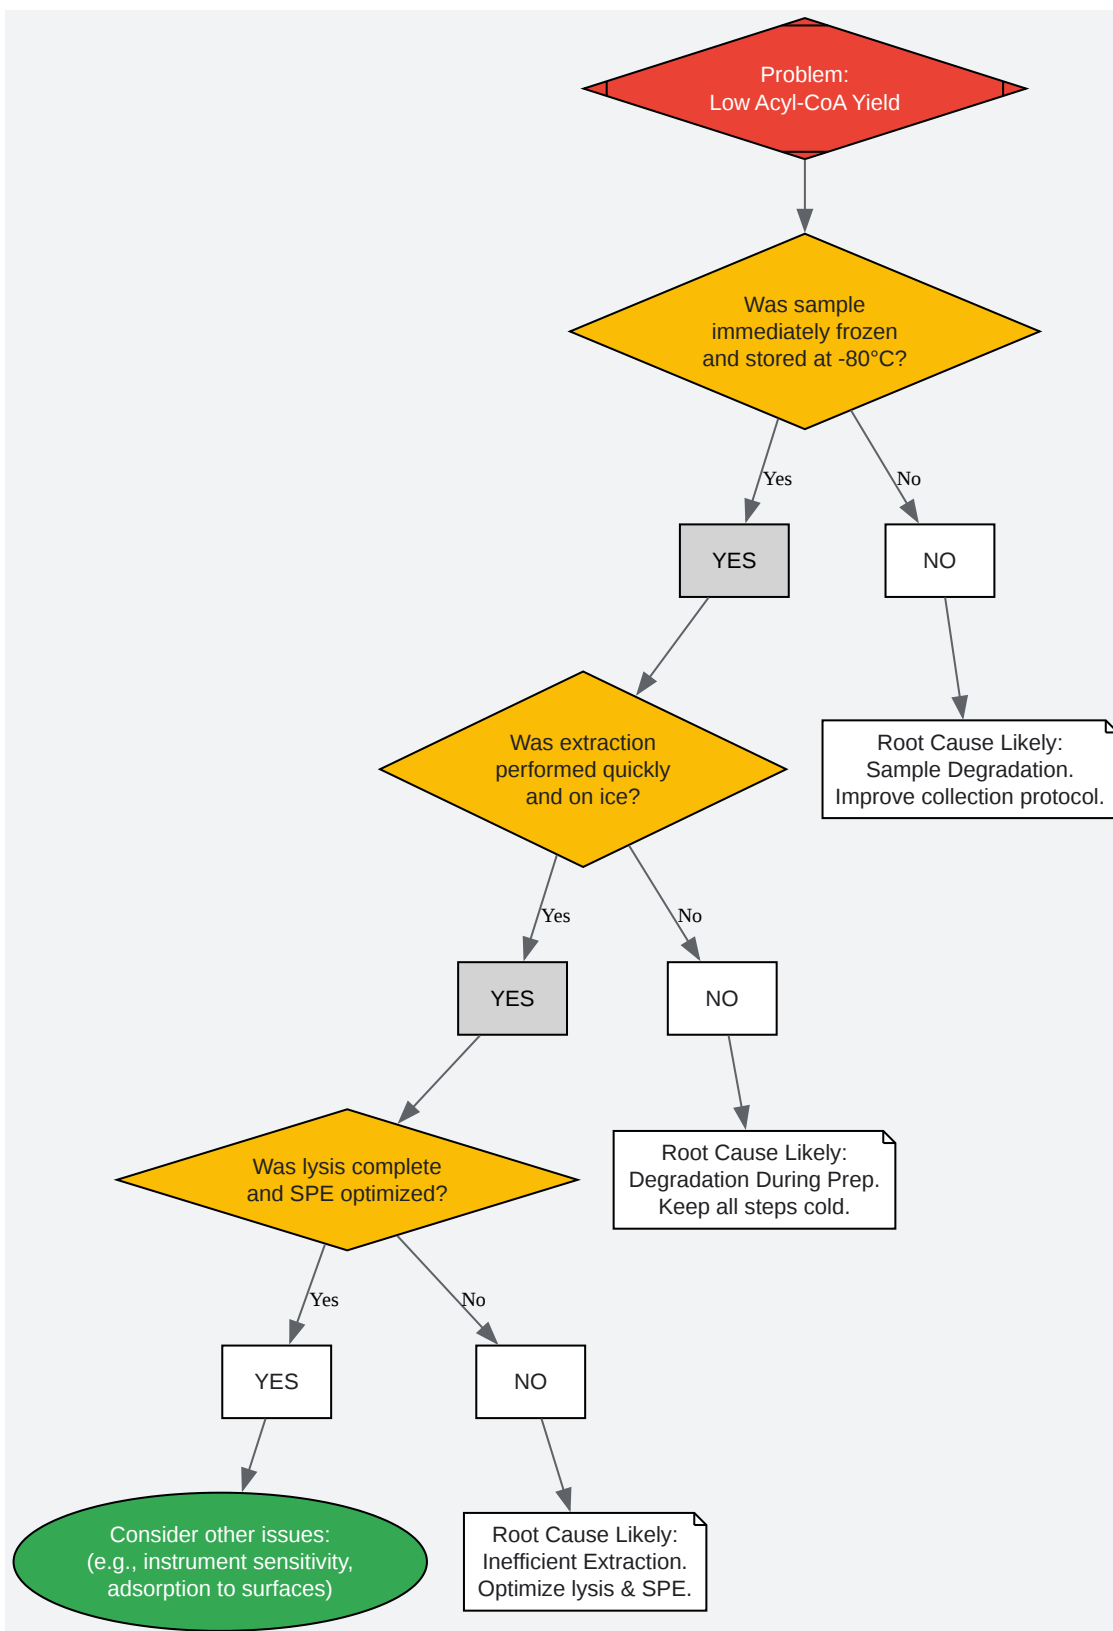 Problem:
Low Acyl-CoA Yield
Was sample
immediately frozen
and stored at -80°C?
Yes
No
YES
NO
Was extraction
performed quickly
and on ice?
Root Cause Likely:
Sample Degradation.
Improve collection protocol.
Yes
No
YES
NO
Was lysis complete
and SPE optimized?
Root Cause Likely:
Degradation During Prep.
Keep all steps cold.
Yes
No
YES
NO
Consider other issues:
(e.g., instrument sensitivity,
adsorption to surfaces)
Root Cause Likely:
Inefficient Extraction.
Optimize lysis & SPE.